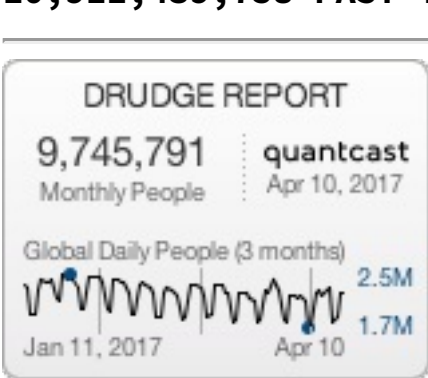 DRUDGE REPORT
9,745,791
Monthly People
quantcast
Apr 10, 2017
Global Daily People (3 months)
2.5M
1.7M
Jan 11, 2017
Apr 10